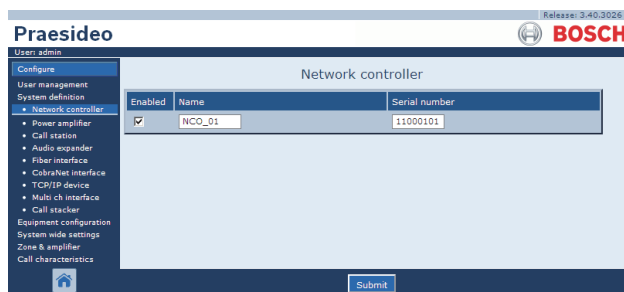 Release: 3.40.3026
Praesideo
BOSCH
User: admin
Configure
User management
System definition
• Network controller
• Power amplifier
• Call station
• Audio expander
• Fiber interface
• CobraNet interface
• TCP/IP device
• Multi ch interface
• Call stacker
Equipment configuration
System wide settings
Zone & amplifier
Call characteristics
Network controller
Enabled Name Serial number
NCO_01 11000101
Submit